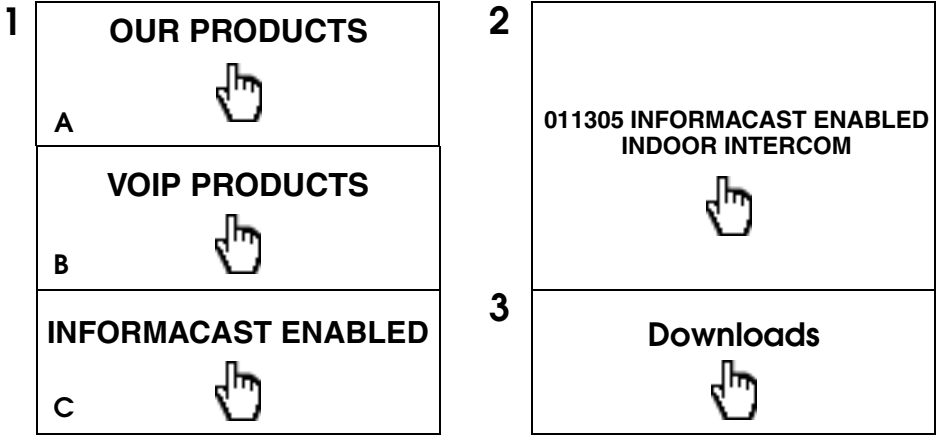 1
OUR PRODUCTS
A
VOIP PRODUCTS
B
INFORMACAST ENABLED
C
2
011305 INFORMACAST ENABLED
INDOOR INTERCOM
3
Downloads